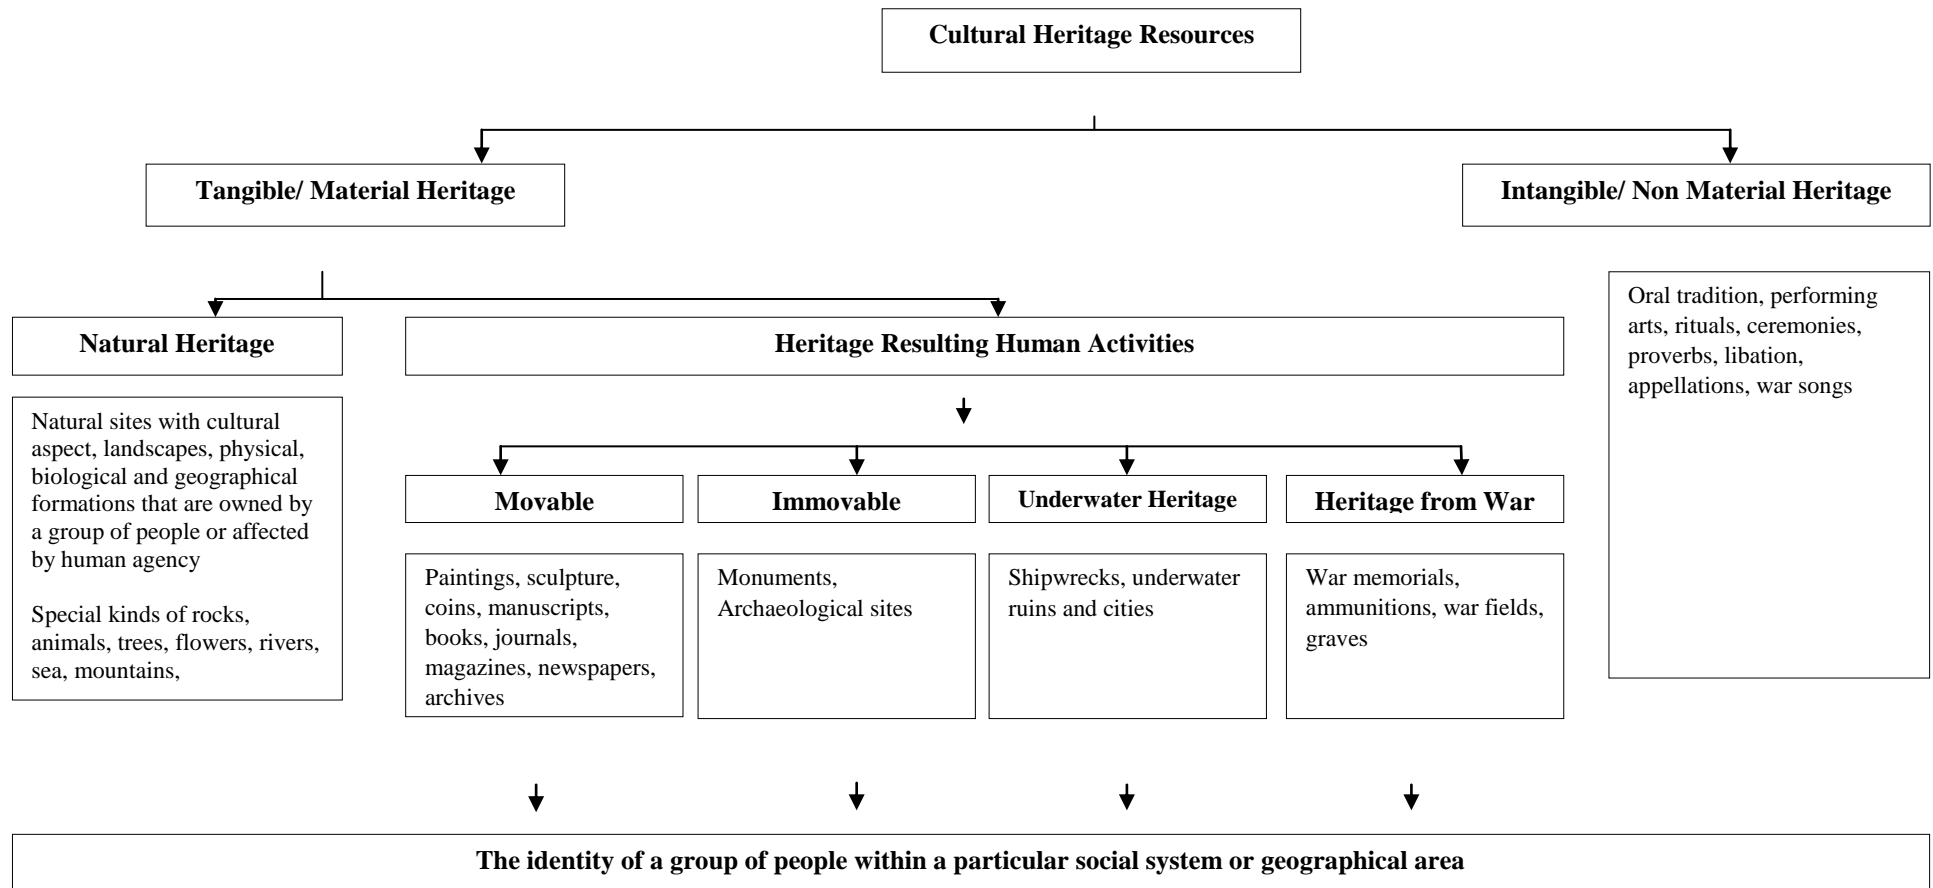 Cultural Heritage Resources
Tangible/ Material Heritage
Intangible/ Non Material Heritage
Natural Heritage
Heritage Resulting Human Activities
Oral tradition, performing
arts, rituals, ceremonies,
proverbs, libation,
appellations, war songs
Natural sites with cultural
aspect, landscapes, physical,
biological and geographical
formations that are owned by
a group of people or affected
by human agency
Special kinds of rocks,
animals, trees, flowers, rivers,
sea, mountains,
Movable
Immovable
Underwater Heritage
Heritage from War
Paintings, sculpture,
coins, manuscripts,
books, journals,
magazines, newspapers,
archives
Monuments,
Archaeological sites
Shipwrecks, underwater
ruins and cities
War memorials,
ammunitions, war fields,
graves
The identity of a group of people within a particular social system or geographical area